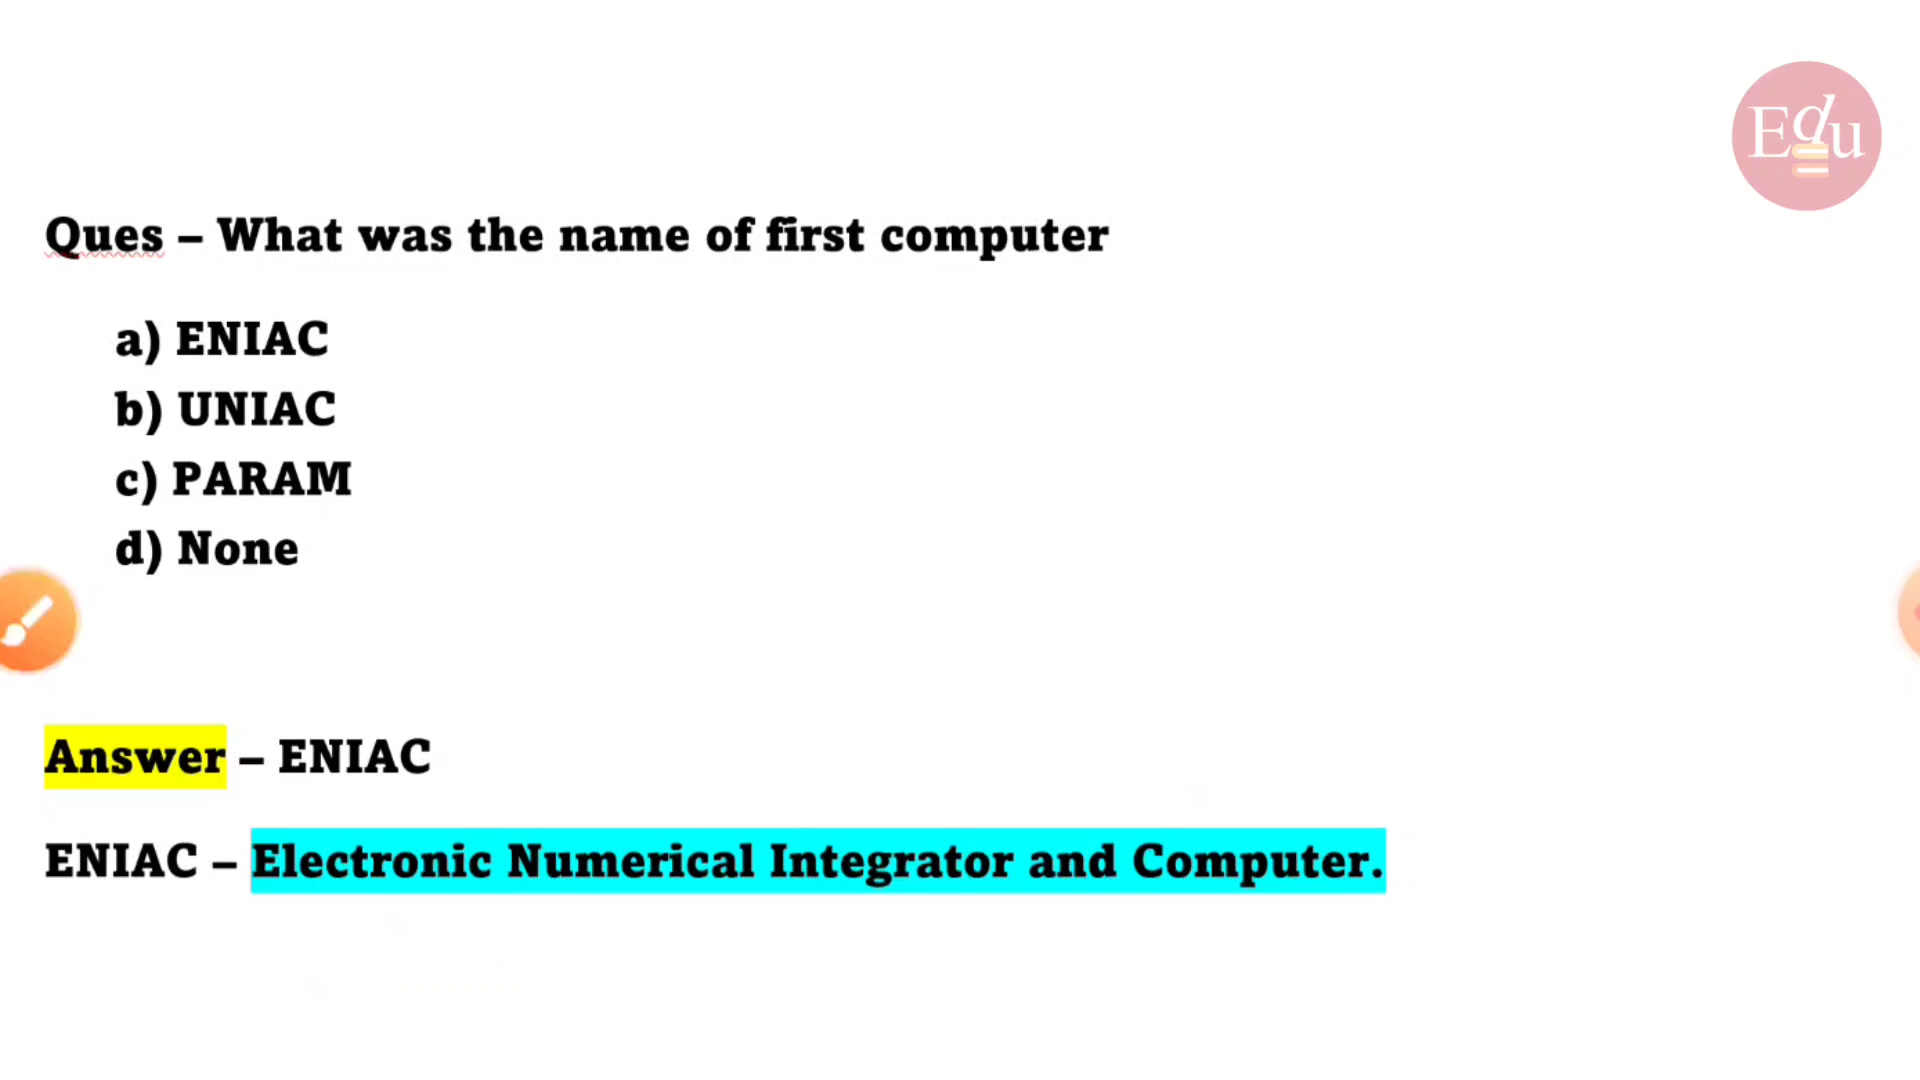 Edu
Ques – What was the name of first computer
a) ENIAC
b) UNIAC
c) PARAM
d) None
Answer – ENIAC
ENIAC – Electronic Numerical Integrator and Computer.